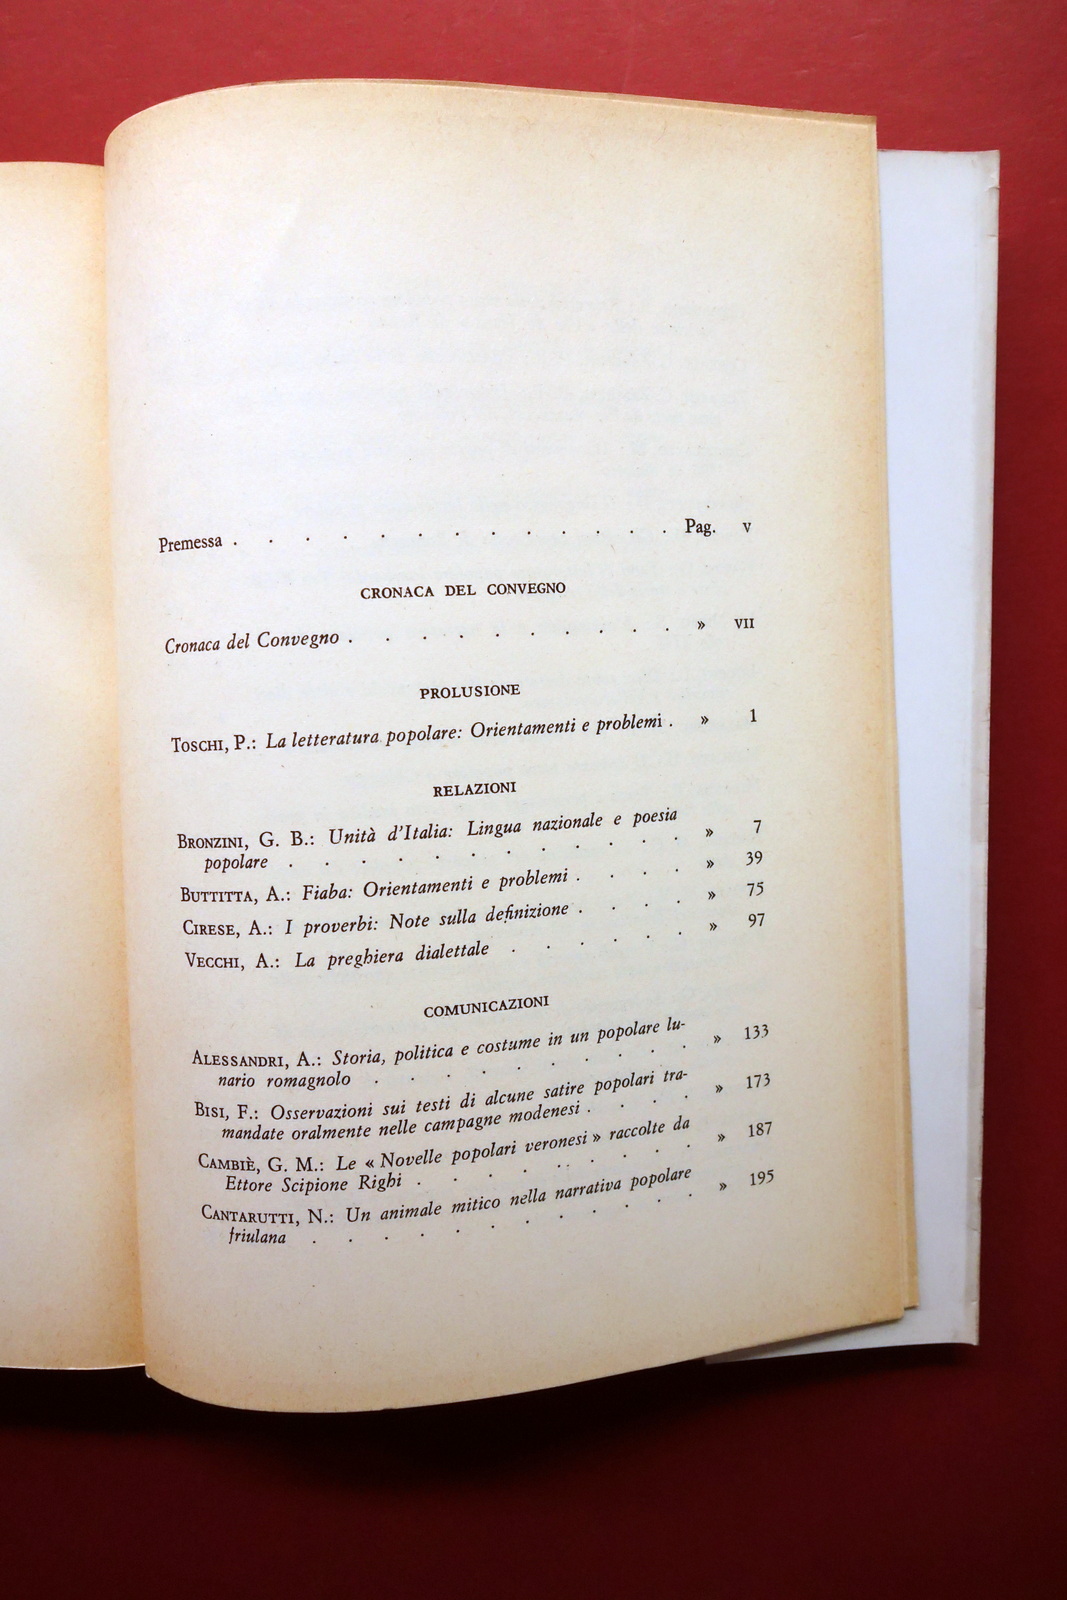 Premessa . . . . . . . . . . . . . Pag. V
CRONACA DEL CONVEGNO
Cronaca del Convegno . . . . . . . . . . » VII
PROLUSIONE
TOSCHI, P.: La letteratura popolare: Orientamenti e problemi . » 1
RELAZIONI
BRONZINI, G. B.: Unità d'Italia: Lingua nazionale e poesia
popolare . . . . . . . . . . . . » 7
BUTTITTA, A.: Fiaba: Orientamenti e problemi . . . . » 39
CIRESE, A.: I proverbi: Note sulla definizione . . . . » 75
VECCHI, A.: La preghiera dialettale . . . . . . » 97
COMUNICAZIONI
ALESSANDRI, A.: Storia, politica e costume in un popolare lu-
nario romagnolo . . . . . . . . . » 133
BISI, F.: Osservazioni sui testi di alcune satire popolari tra-
mandate oralmente nelle campagne modenesi . . . . » 173
CAMBIÈ, G. M.: Le « Novelle popolari veronesi » raccolte da
Ettore Scipione Righi . . . . . . . . » 187
CANTARUTTI, N.: Un animale mitico nella narrativa popolare
friulana . . . . . . . . . . . » 195